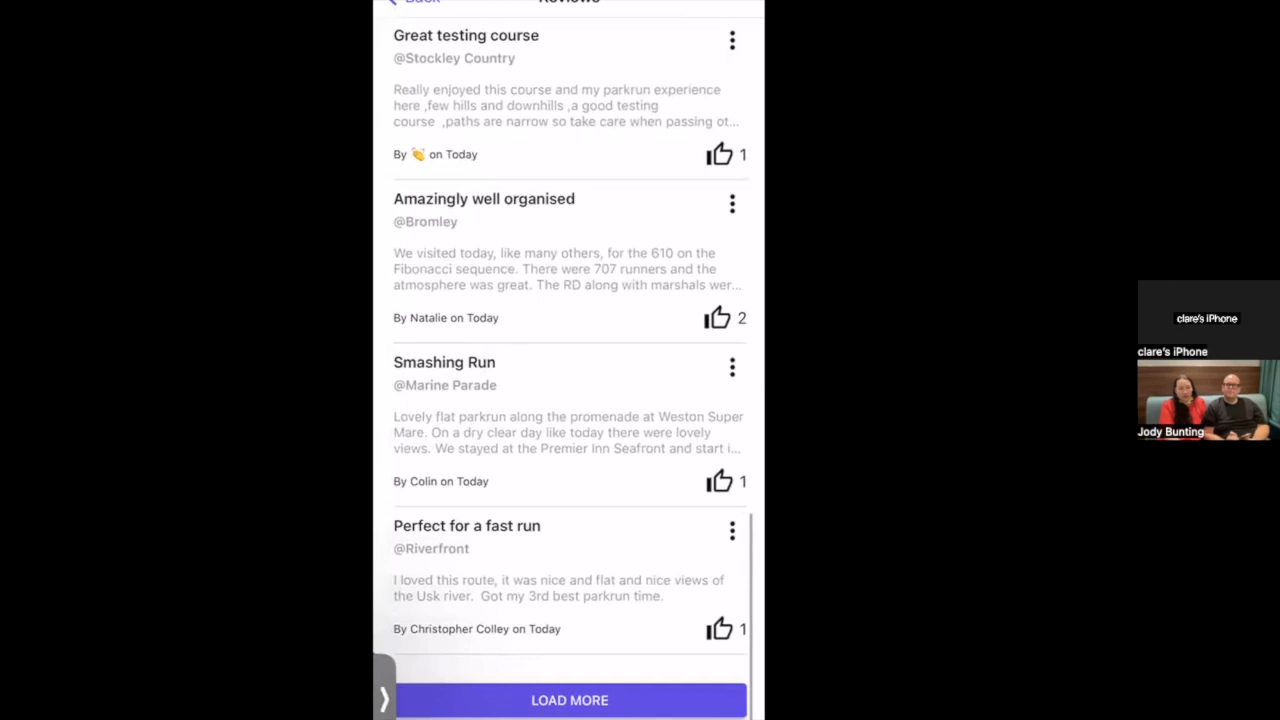 Back
Reviews
Great testing course
@Stockley Country
Really enjoyed this course and my parkrun experience
here ,few hills and downhills ,a good testing
course ,paths are narrow so take care when passing ot...
By 👏 on Today
1
Amazingly well organised
@Bromley
We visited today, like many others, for the 610 on the
Fibonacci sequence. There were 707 runners and the
atmosphere was great. The RD along with marshals wer...
By Natalie on Today
2
Smashing Run
@Marine Parade
Lovely flat parkrun along the promenade at Weston Super
Mare. On a dry clear day like today there were lovely
views. We stayed at the Premier Inn Seafront and start i...
By Colin on Today
1
Perfect for a fast run
@Riverfront
I loved this route, it was nice and flat and nice views of
the Usk river. Got my 3rd best parkrun time.
By Christopher Colley on Today
1
LOAD MORE
clare's iPhone
clare's iPhone
Jody Bunting